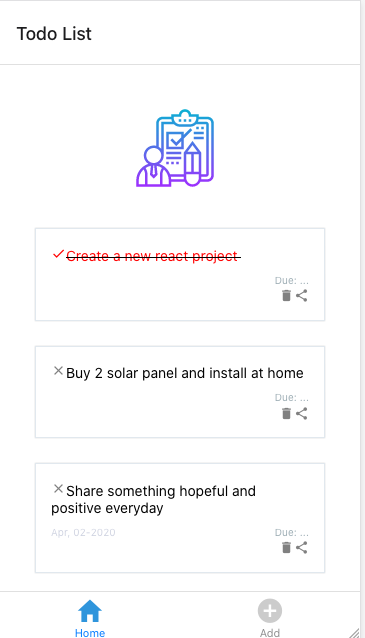 Todo List
Create a new react project
Due: ...
Buy 2 solar panel and install at home
Due: ...
Share something hopeful and
positive everyday
Apr, 02-2020 Due: ...
Home Add